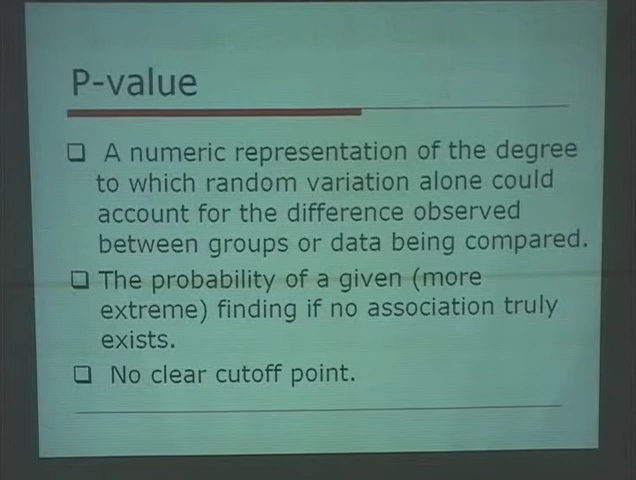 P-value
❑ A numeric representation of the degree
to which random variation alone could
account for the difference observed
between groups or data being compared.
❑ The probability of a given (more
extreme) finding if no association truly
exists.
❑ No clear cutoff point.